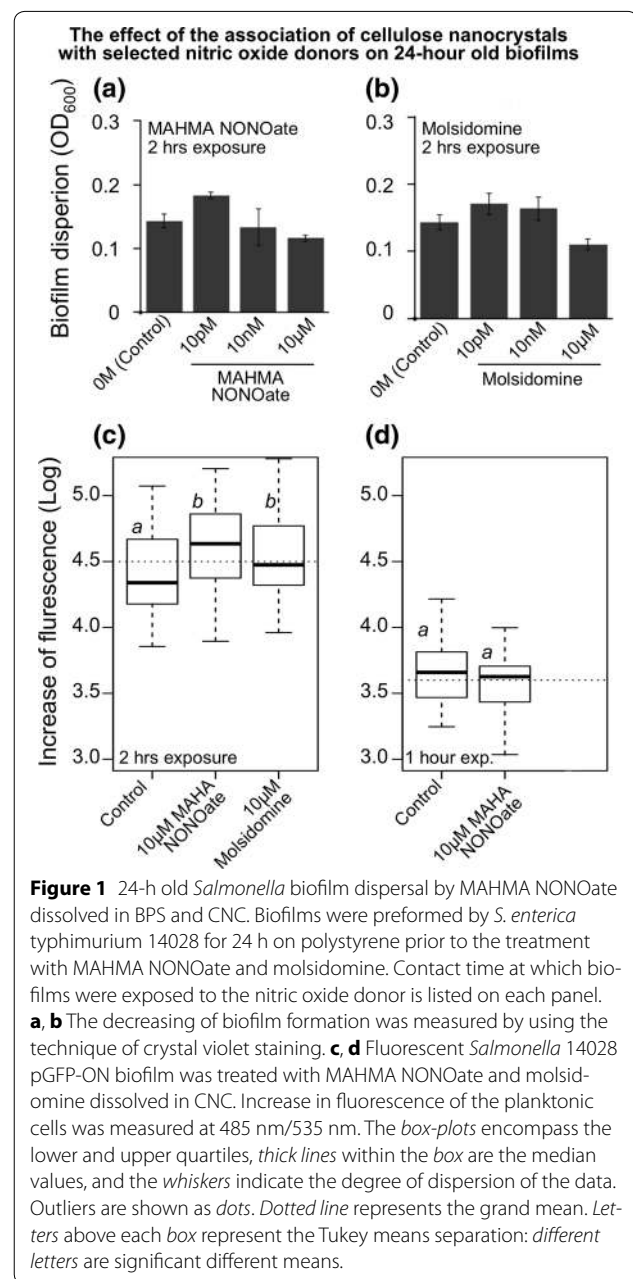 The effect of the association of cellulose nanocrystals
with selected nitric oxide donors on 24-hour old biofilms
(a)
(b)
Biofilm disperion (OD600)
0.3
0.2
0.1
0
MAHMA NONOate
2 hrs exposure
0M (Control)
10pM
10nM
10µM
MAHMA
NONOate
0.3
0.2
0.1
0
Molsidomine
2 hrs exposure
0M (Control)
10pM
10nM
10µM
Molsidomine
(c)
(d)
Increase of flurescence (Log)
5.0
4.5
4.0
3.5
3.0
a
b
b
2 hrs exposure
Control
10µM MAHA
NONOate
10µM
Molsidomine
5.0
4.5
4.0
3.5
3.0
a
a
1 hour exp.
Control
10µM MAHA
NONOate
Figure 1 24-h old Salmonella biofilm dispersal by MAHMA NONOate
dissolved in BPS and CNC. Biofilms were preformed by S. enterica
typhimurium 14028 for 24 h on polystyrene prior to the treatment
with MAHMA NONOate and molsidomine. Contact time at which bio-
films were exposed to the nitric oxide donor is listed on each panel.
a, b The decreasing of biofilm formation was measured by using the
technique of crystal violet staining. c, d Fluorescent Salmonella 14028
pGFP-ON biofilm was treated with MAHMA NONOate and molsid-
omine dissolved in CNC. Increase in fluorescence of the planktonic
cells was measured at 485 nm/535 nm. The box-plots encompass the
lower and upper quartiles, thick lines within the box are the median
values, and the whiskers indicate the degree of dispersion of the data.
Outliers are shown as dots. Dotted line represents the grand mean. Let-
ters above each box represent the Tukey means separation: different
letters are significant different means.